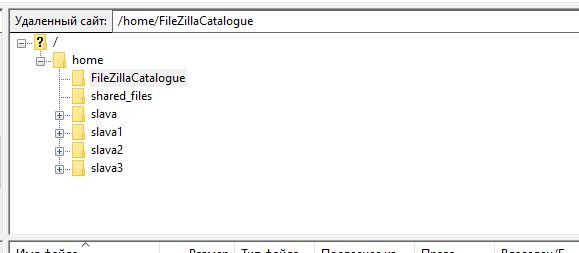 Удаленный сайт: /home/FileZillaCatalogue
/
home
FileZillaCatalogue
shared_files
slava
slava1
slava2
slava3